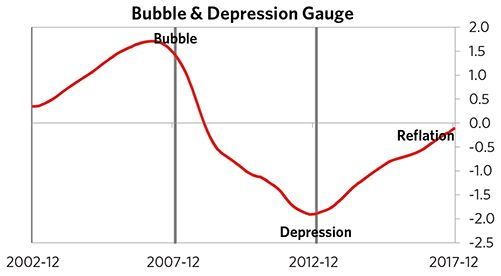 Bubble & Depression Gauge
2.0
Bubble
1.5
1.0
0.5
0.0
Reflation
-0.5
-1.0
-1.5
-2.0
Depression
-2.5
2002-12 2007-12 2012-12 2017-12